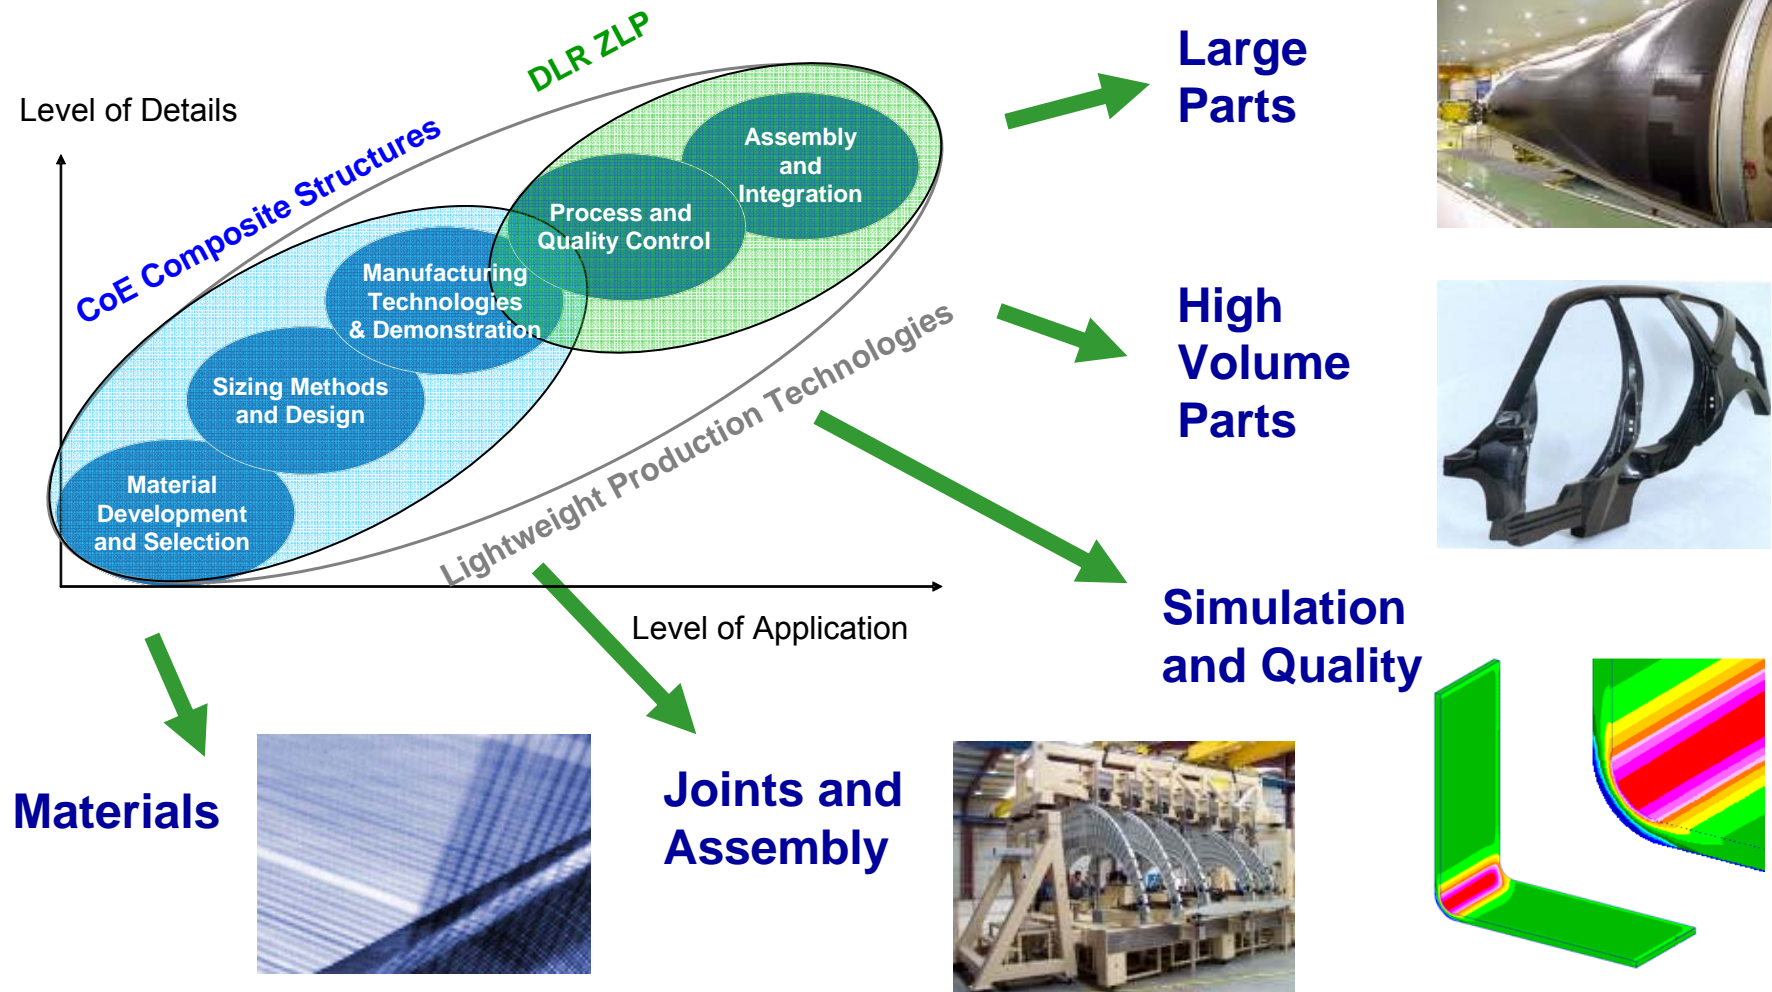 DLR ZLP
Level of Details
CoE Composite Structures
Assembly
and
Integration
Process and
Quality Control
Manufacturing
Technologies
& Demonstration
Sizing Methods
and Design
Material
Development
and Selection
Lightweight Production Technologies
Level of Application
Large
Parts
High
Volume
Parts
Simulation
and Quality
Materials
Joints and
Assembly